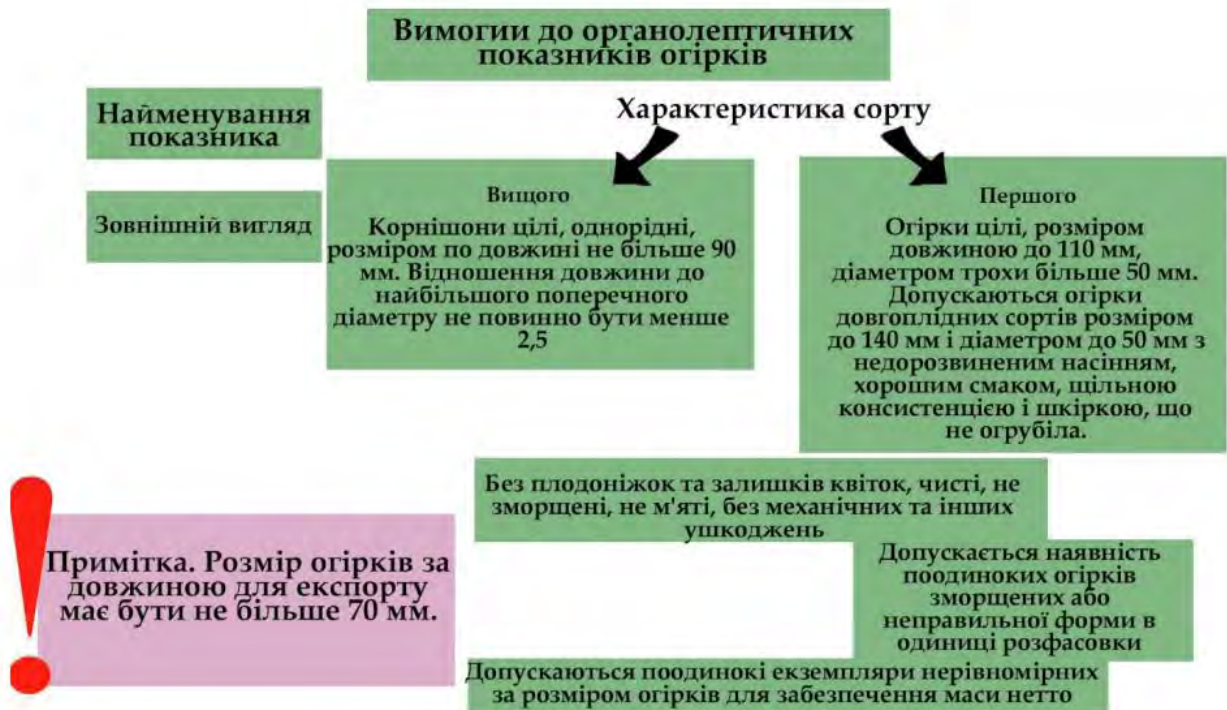 Вимогии до органолептичних
показників огірків
Найменування
показника
Характеристика сорту
Зовнішній вигляд
Вищого
Корнішони цілі, однорідні,
розміром по довжині не більше 90
мм. Відношення довжини до
найбільшого поперечного
діаметру не повинно бути менше
2,5
Першого
Огірки цілі, розміром
довжиною до 110 мм,
діаметром трохи більше 50 мм.
Допускаються огірки
довгоплідних сортів розміром
до 140 мм і діаметром до 50 мм з
недорозвиненим насінням,
хорошим смаком, щільною
консистенцією і шкіркою, що
не огрубіла.
Без плодоніжок та залишків квіток, чисті, не
зморщені, не м'яті, без механічних та інших
ушкоджень
Примітка. Розмір огірків за
довжиною для експорту
має бути не більше 70 мм.
Допускається наявність
поодиноких огірків
зморщених або
неправильної форми в
одиниці розфасовки
Допускаються поодинокі екземпляри нерівномірних
за розміром огірків для забезпечення маси нетто